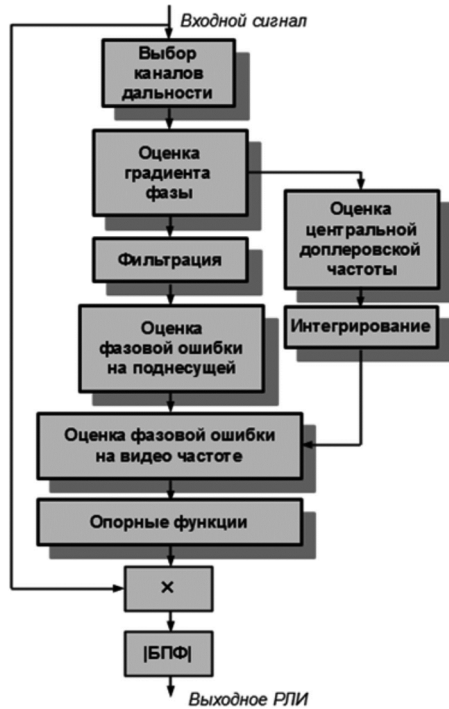 Входной сигнал
Выбор
каналов
дальности
Оценка
градиента
фазы
Оценка
центральной
доплеровской
частоты
Фильтрация
Интегрирование
Оценка
фазовой ошибки
на поднесущей
Оценка фазовой ошибки
на видео частоте
Опорные функции
×
|БПФ|
Выходное РЛИ